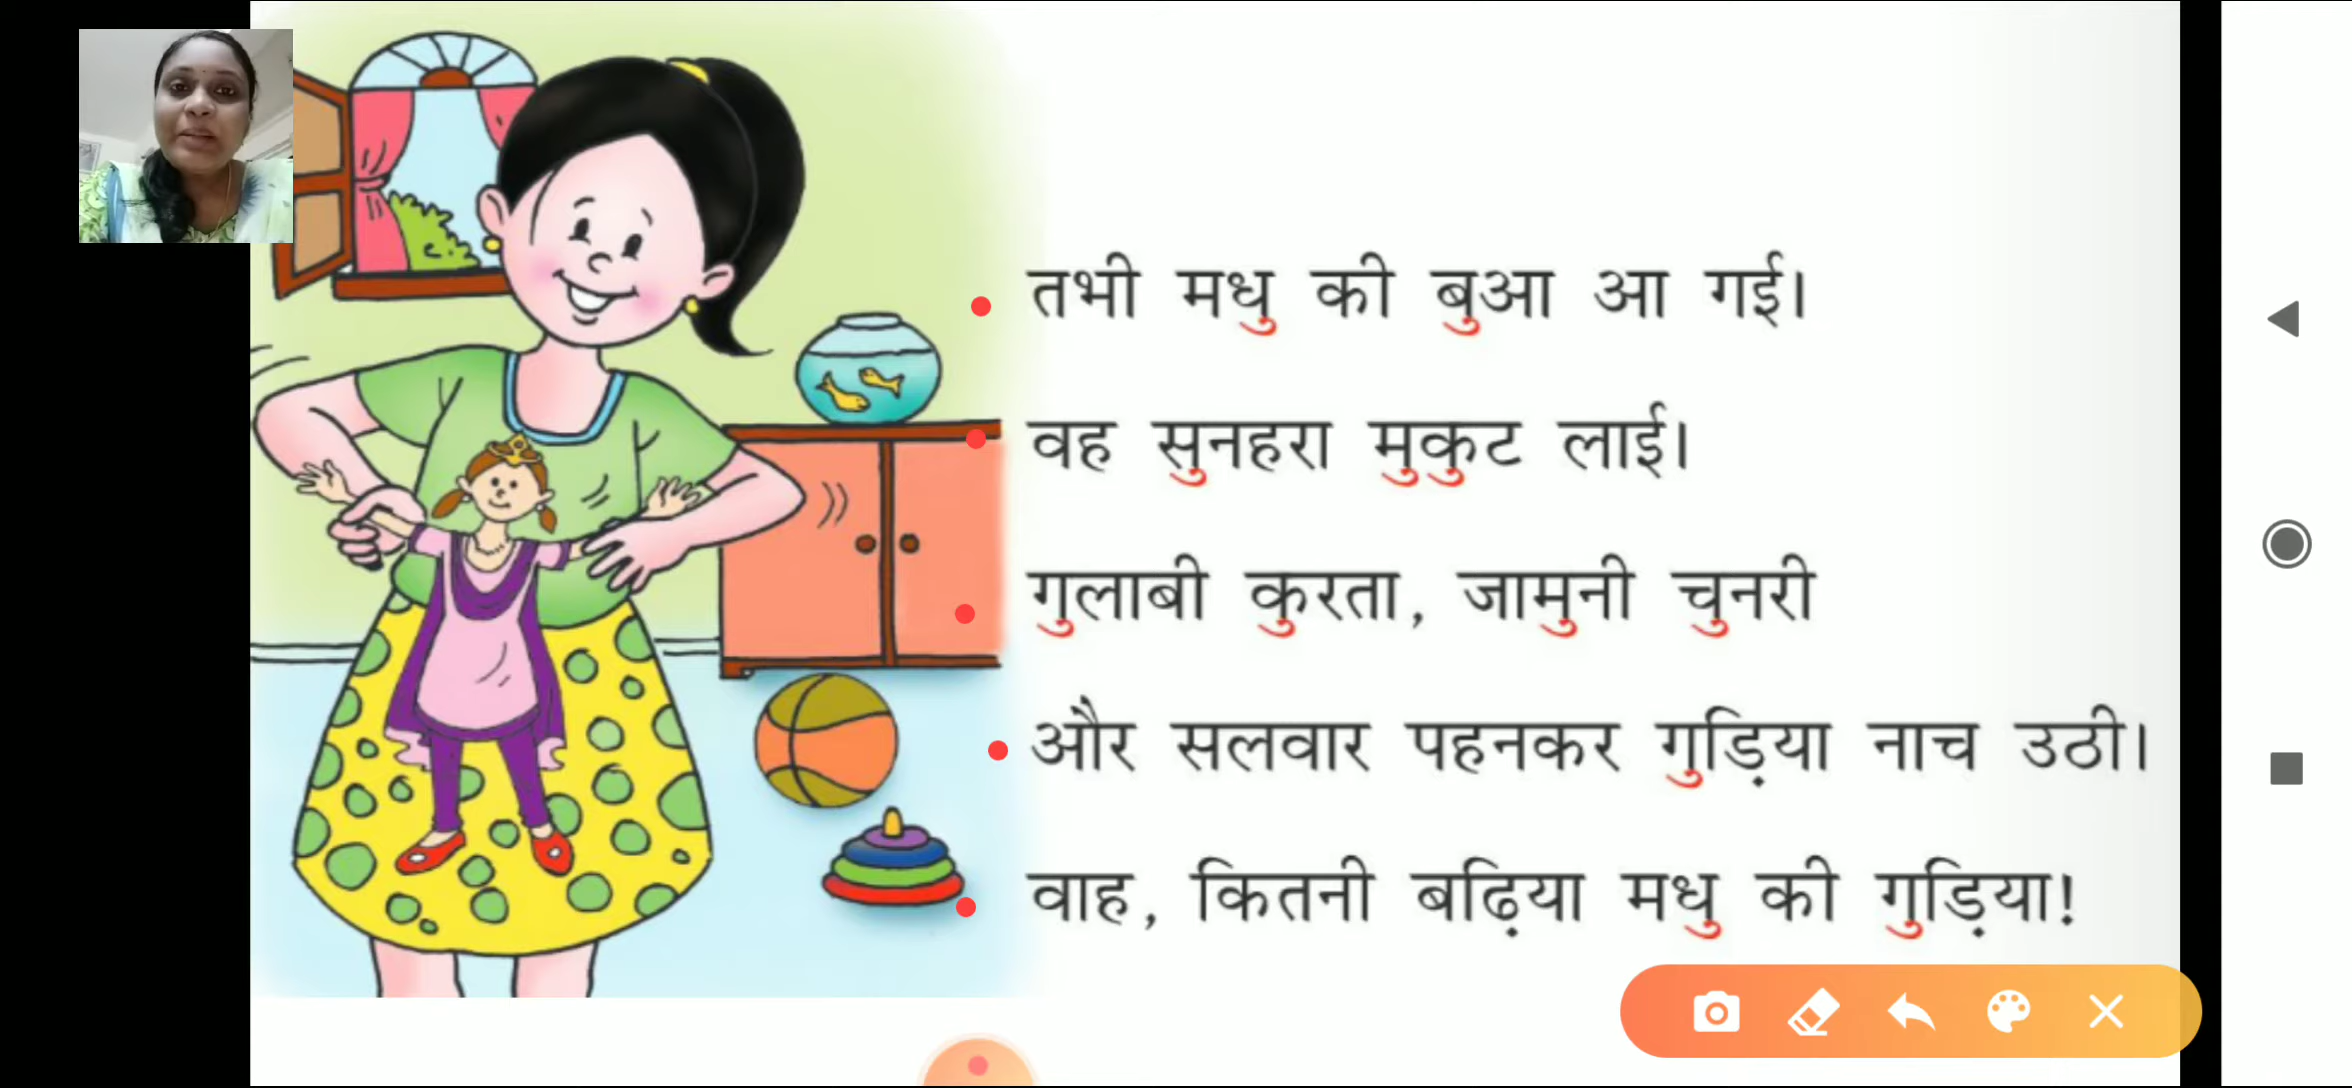 तभी मधु की बुआ आ गई।
वह सुनहरा मुकुट लाई।
गुलाबी कुरता, जामुनी चुनरी
और सलवार पहनकर गुड़िया नाच उठी।
वाह, कितनी बढ़िया मधु की गुड़िया!